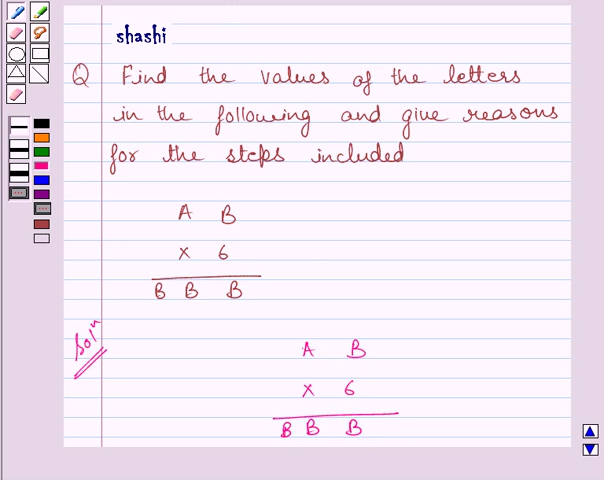 shashi
Q Find the values of the letters
in the following and give reasons
for the steps included
A B
x 6
B B B
Solⁿ
A B
x 6
B B B